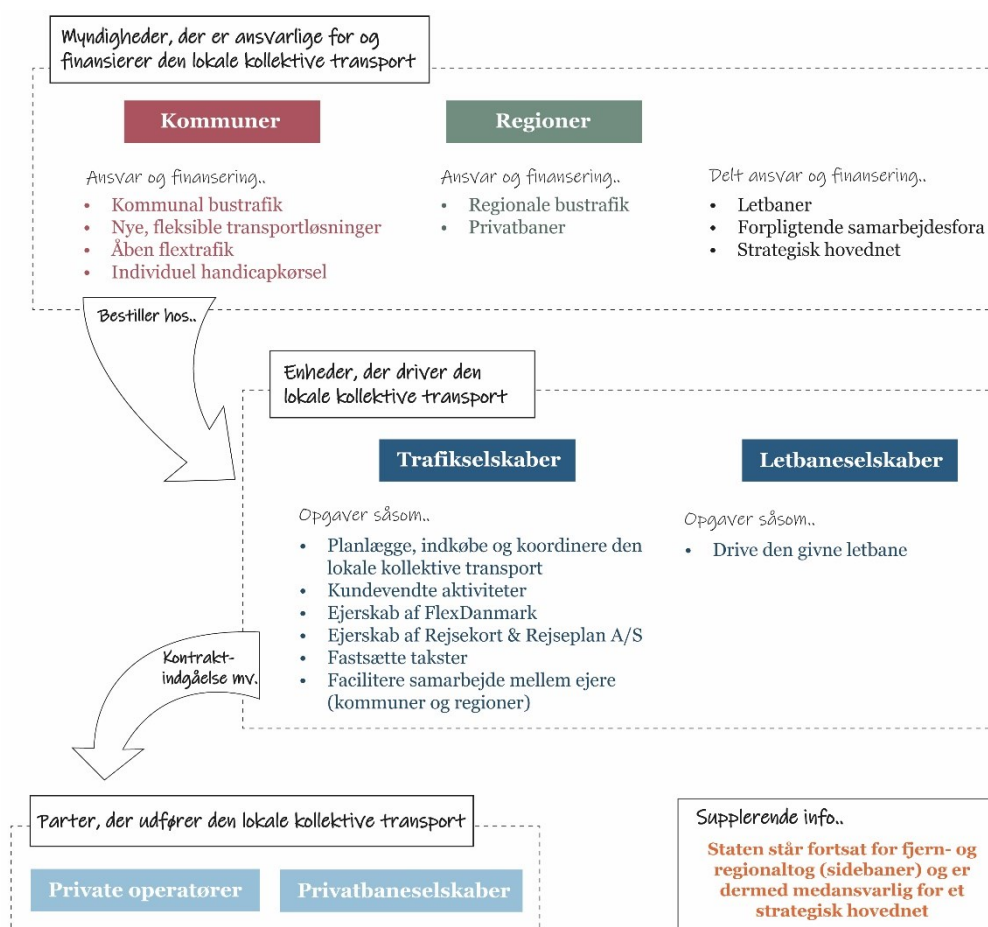 Myndigheder, der er ansvarlige for og
finansierer den lokale kollektive transport
Kommuner
Ansvar og finansering..
• Kommunal bustrafik
• Nye, fleksible transportløsninger
• Åben flextrafik
• Individuel handicapkørsel
Regioner
Ansvar og finansering..
• Regionale bustrafik
• Privatbaner
Delt ansvar og finansering..
• Letbaner
• Forpligtende samarbejdesfora
• Strategisk hovednet
Bestiller hos..
Enheder, der driver den
lokale kollektive transport
Trafikselskaber
Opgaver såsom..
• Planlægge, indkøbe og koordinere den
lokale kollektive transport
• Kundevendte aktiviteter
• Ejerskab af FlexDanmark
• Ejerskab af Rejsekort & Rejseplan A/S
• Fastsætte takster
• Facilitere samarbejde mellem ejere
(kommuner og regioner)
Letbaneselskaber
Opgaver såsom..
• Drive den givne letbane
Kontrakt-
indgåelse mv.
Parter, der udfører den lokale kollektive transport
Private operatører
Privatbaneselskaber
Supplerende info..
Staten står fortsat for fjern- og
regionaltog (sidebaner) og er
dermed medansvarlig for et
strategisk hovednet